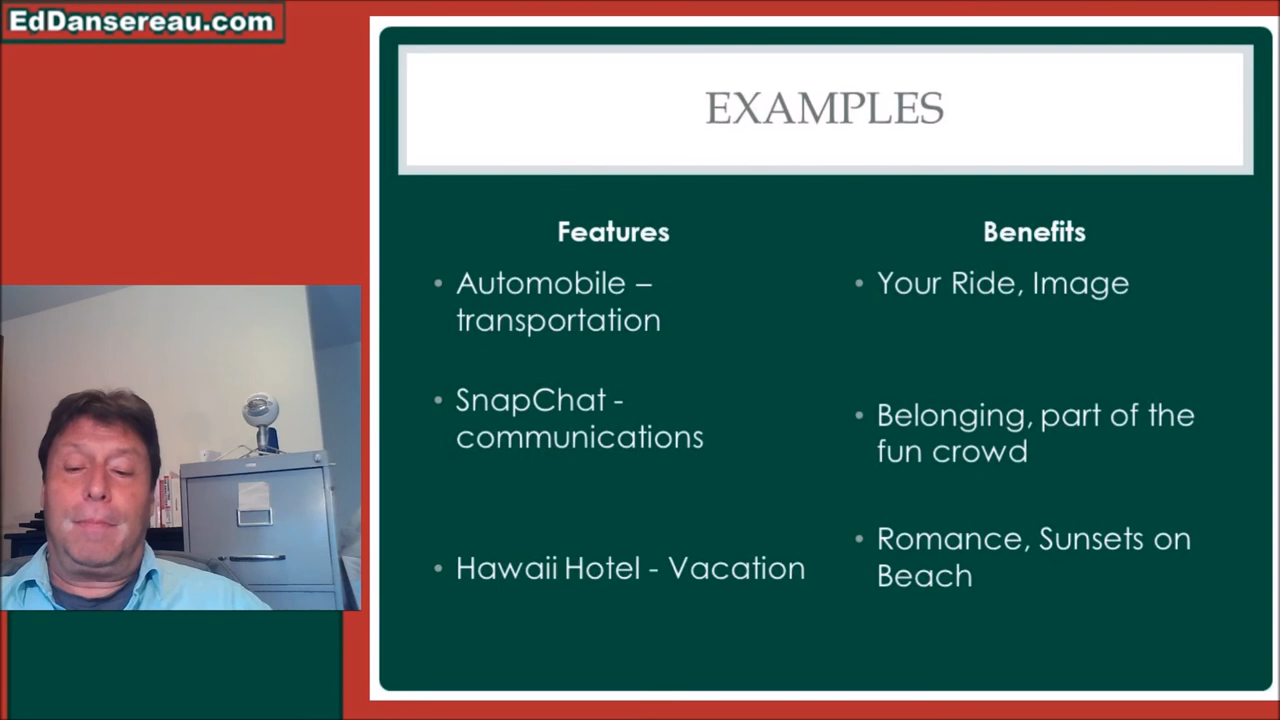 EdDansereau.com
EXAMPLES
Features
Automobile –
transportation
SnapChat -
communications
Hawaii Hotel - Vacation
Benefits
Your Ride, Image
Belonging, part of the
fun crowd
Romance, Sunsets on
Beach